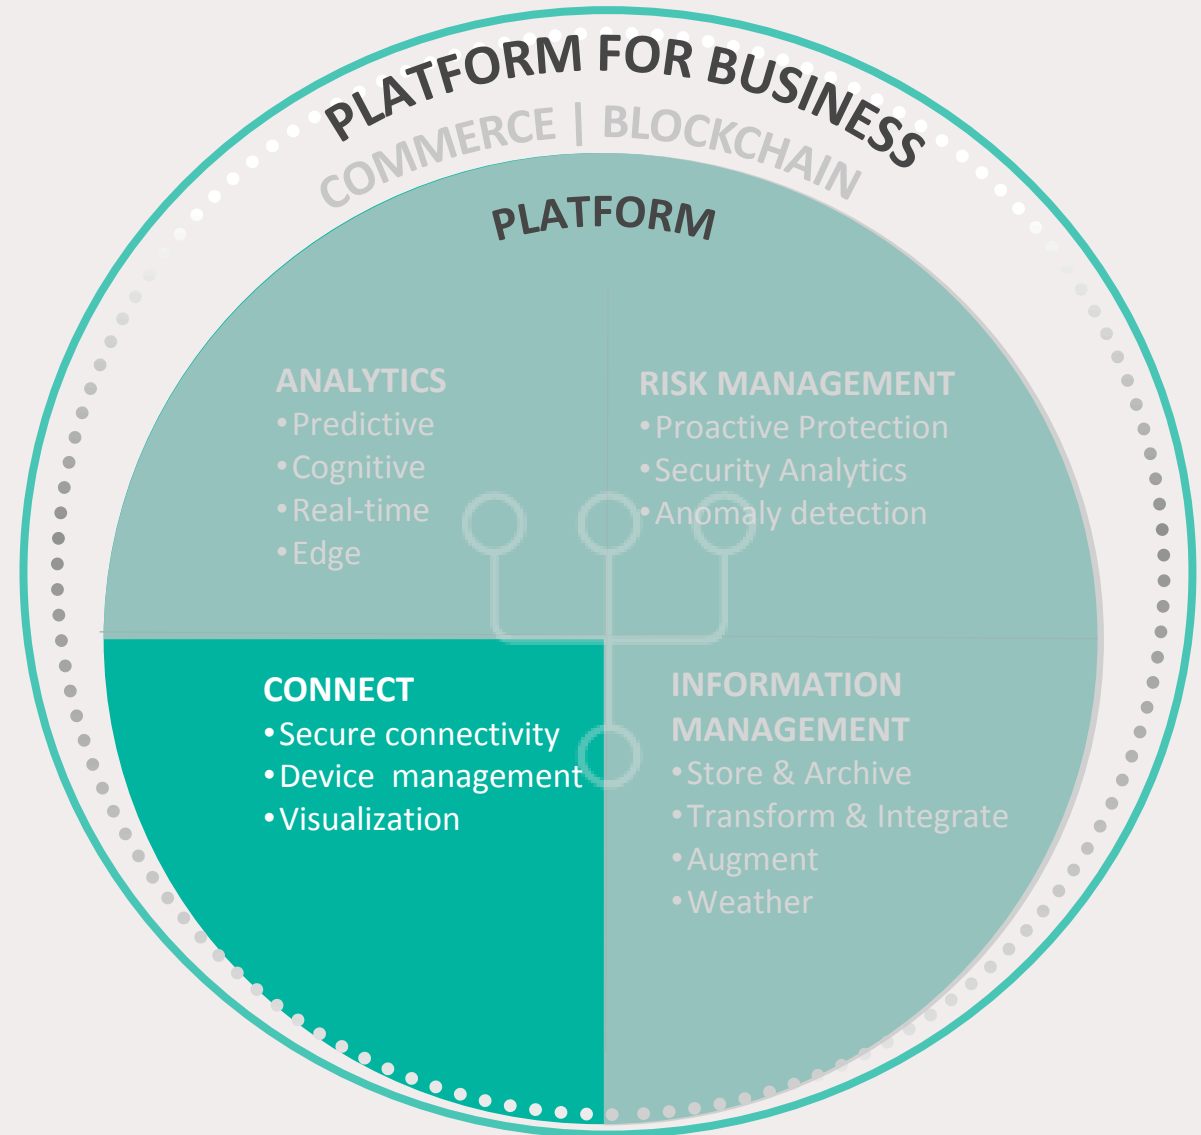 PLATFORM FOR BUSINESS
COMMERCE | BLOCKCHAIN
PLATFORM
ANALYTICS
•Predictive
•Cognitive
•Real-time
•Edge
RISK MANAGEMENT
•Proactive Protection
•Security Analytics
•Anomaly detection
CONNECT
•Secure connectivity
•Device management
•Visualization
INFORMATION
MANAGEMENT
•Store & Archive
•Transform & Integrate
•Augment
•Weather